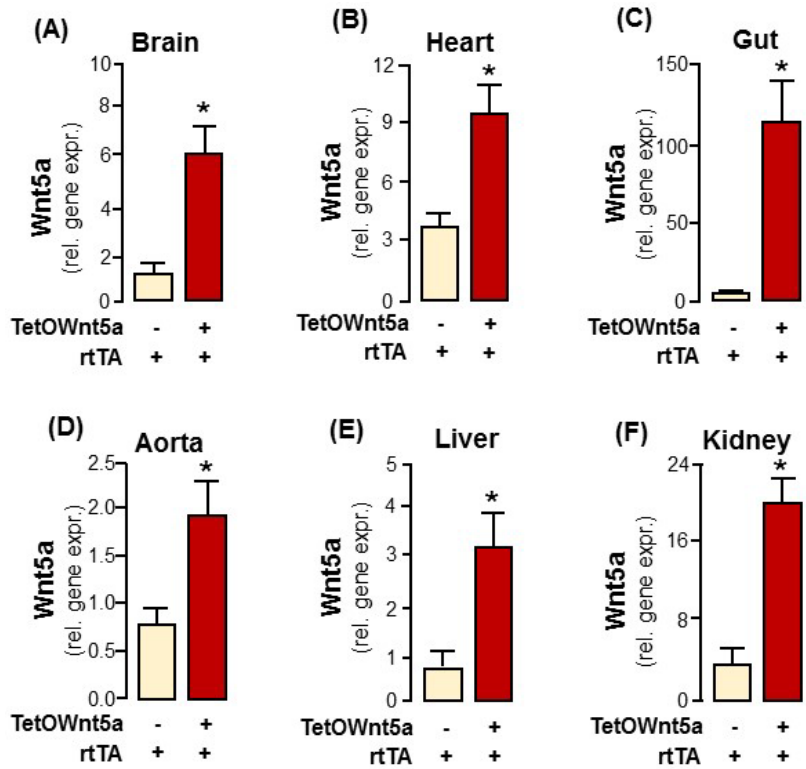 (A)
Brain
10
8
6
4
2
0
Wnt5a
(rel. gene expr.)
*
TetOWnt5a - +
rtTA + +
(B)
Heart
12
9
6
3
0
Wnt5a
(rel. gene expr.)
*
TetOWnt5a - +
rtTA + +
(C)
Gut
150
100
50
0
Wnt5a
(rel. gene expr.)
*
TetOWnt5a - +
rtTA + +
(D)
Aorta
2.5
2.0
1.5
1.0
0.5
0.0
Wnt5a
(rel. gene expr.)
*
TetOWnt5a - +
rtTA + +
(E)
Liver
5
4
3
2
1
0
Wnt5a
(rel. gene expr.)
*
TetOWnt5a - +
rtTA + +
(F)
Kidney
24
16
8
0
Wnt5a
(rel. gene expr.)
*
TetOWnt5a - +
rtTA + +